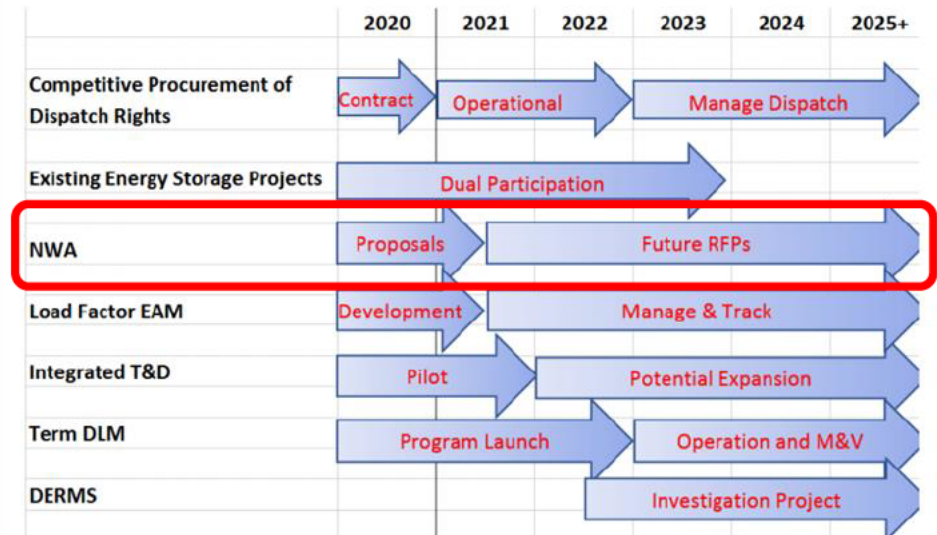 2020 2021 2022 2023 2024 2025+
Competitive Procurement of
Dispatch Rights
Contract Operational Manage Dispatch
Existing Energy Storage Projects Dual Participation
NWA Proposals Future RFPs
Load Factor EAM Development Manage & Track
Integrated T&D Pilot Potential Expansion
Term DLM Program Launch Operation and M&V
DERMS Investigation Project